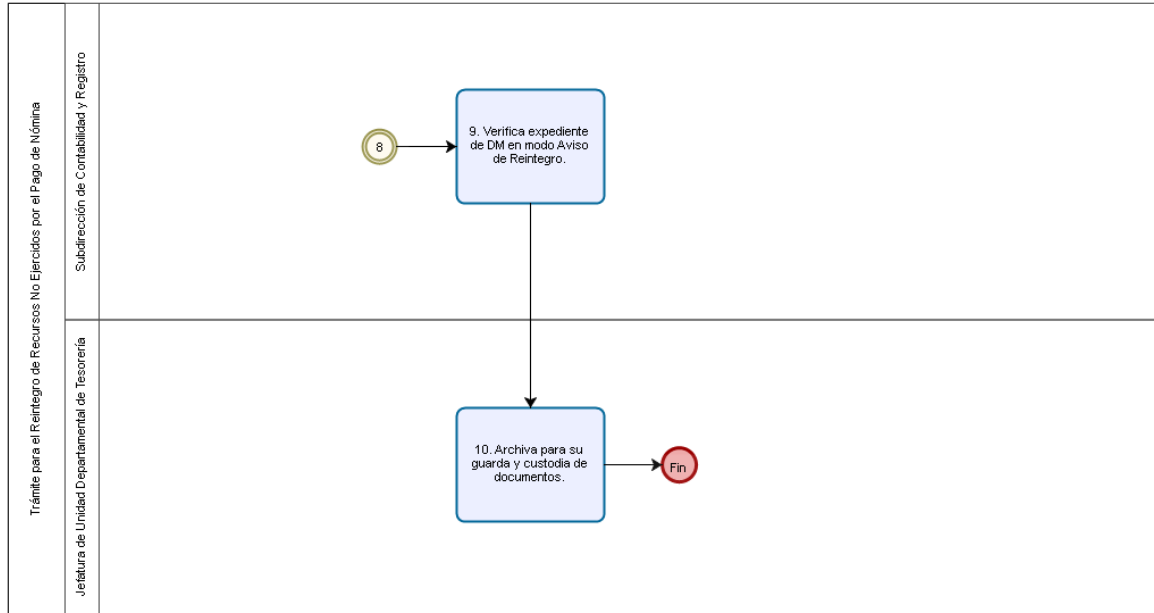 Trámite para el Reintegro de Recursos No Ejercidos por el Pago de Nómina
Subdirección de Contabilidad y Registro
8
9. Verifica expediente
de DM en modo Aviso
de Reintegro.
Jefatura de Unidad Departamental de Tesorería
10. Archiva para su
guarda y custodia de
documentos.
Fin